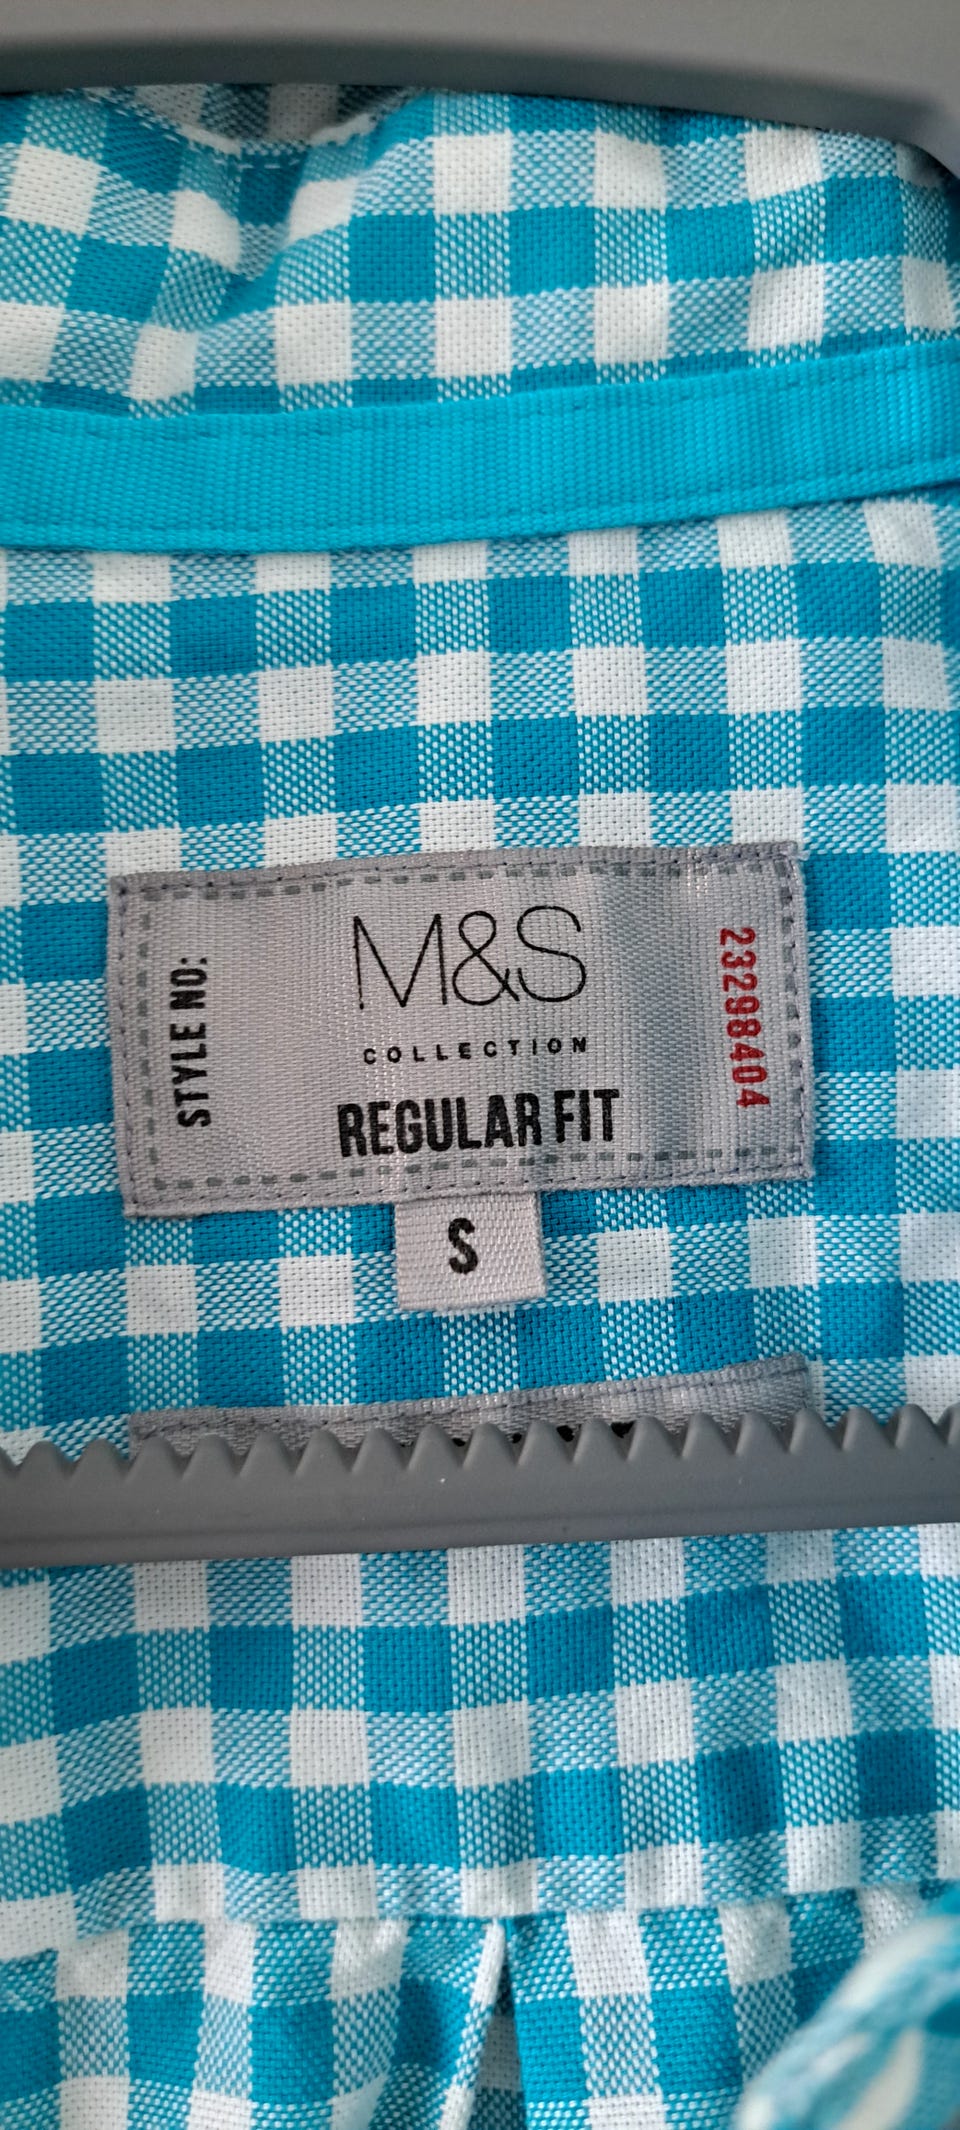 STYLE NO:
M&S
COLLECTION
REGULAR FIT
23298404
S